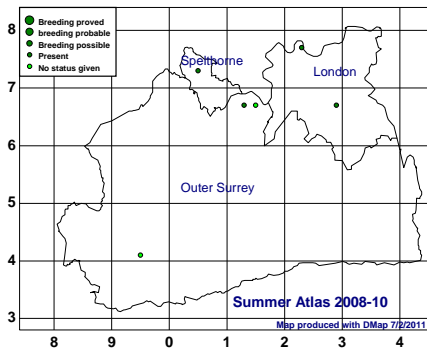 Breeding proved
breeding probable
Breeding possible
Present
No status given
8
7
6
5
4
3
Spelthorne
London
Outer Surrey
Summer Atlas 2008-10
Map produced with DMap 7/2/2011
8 9 0 1 2 3 4